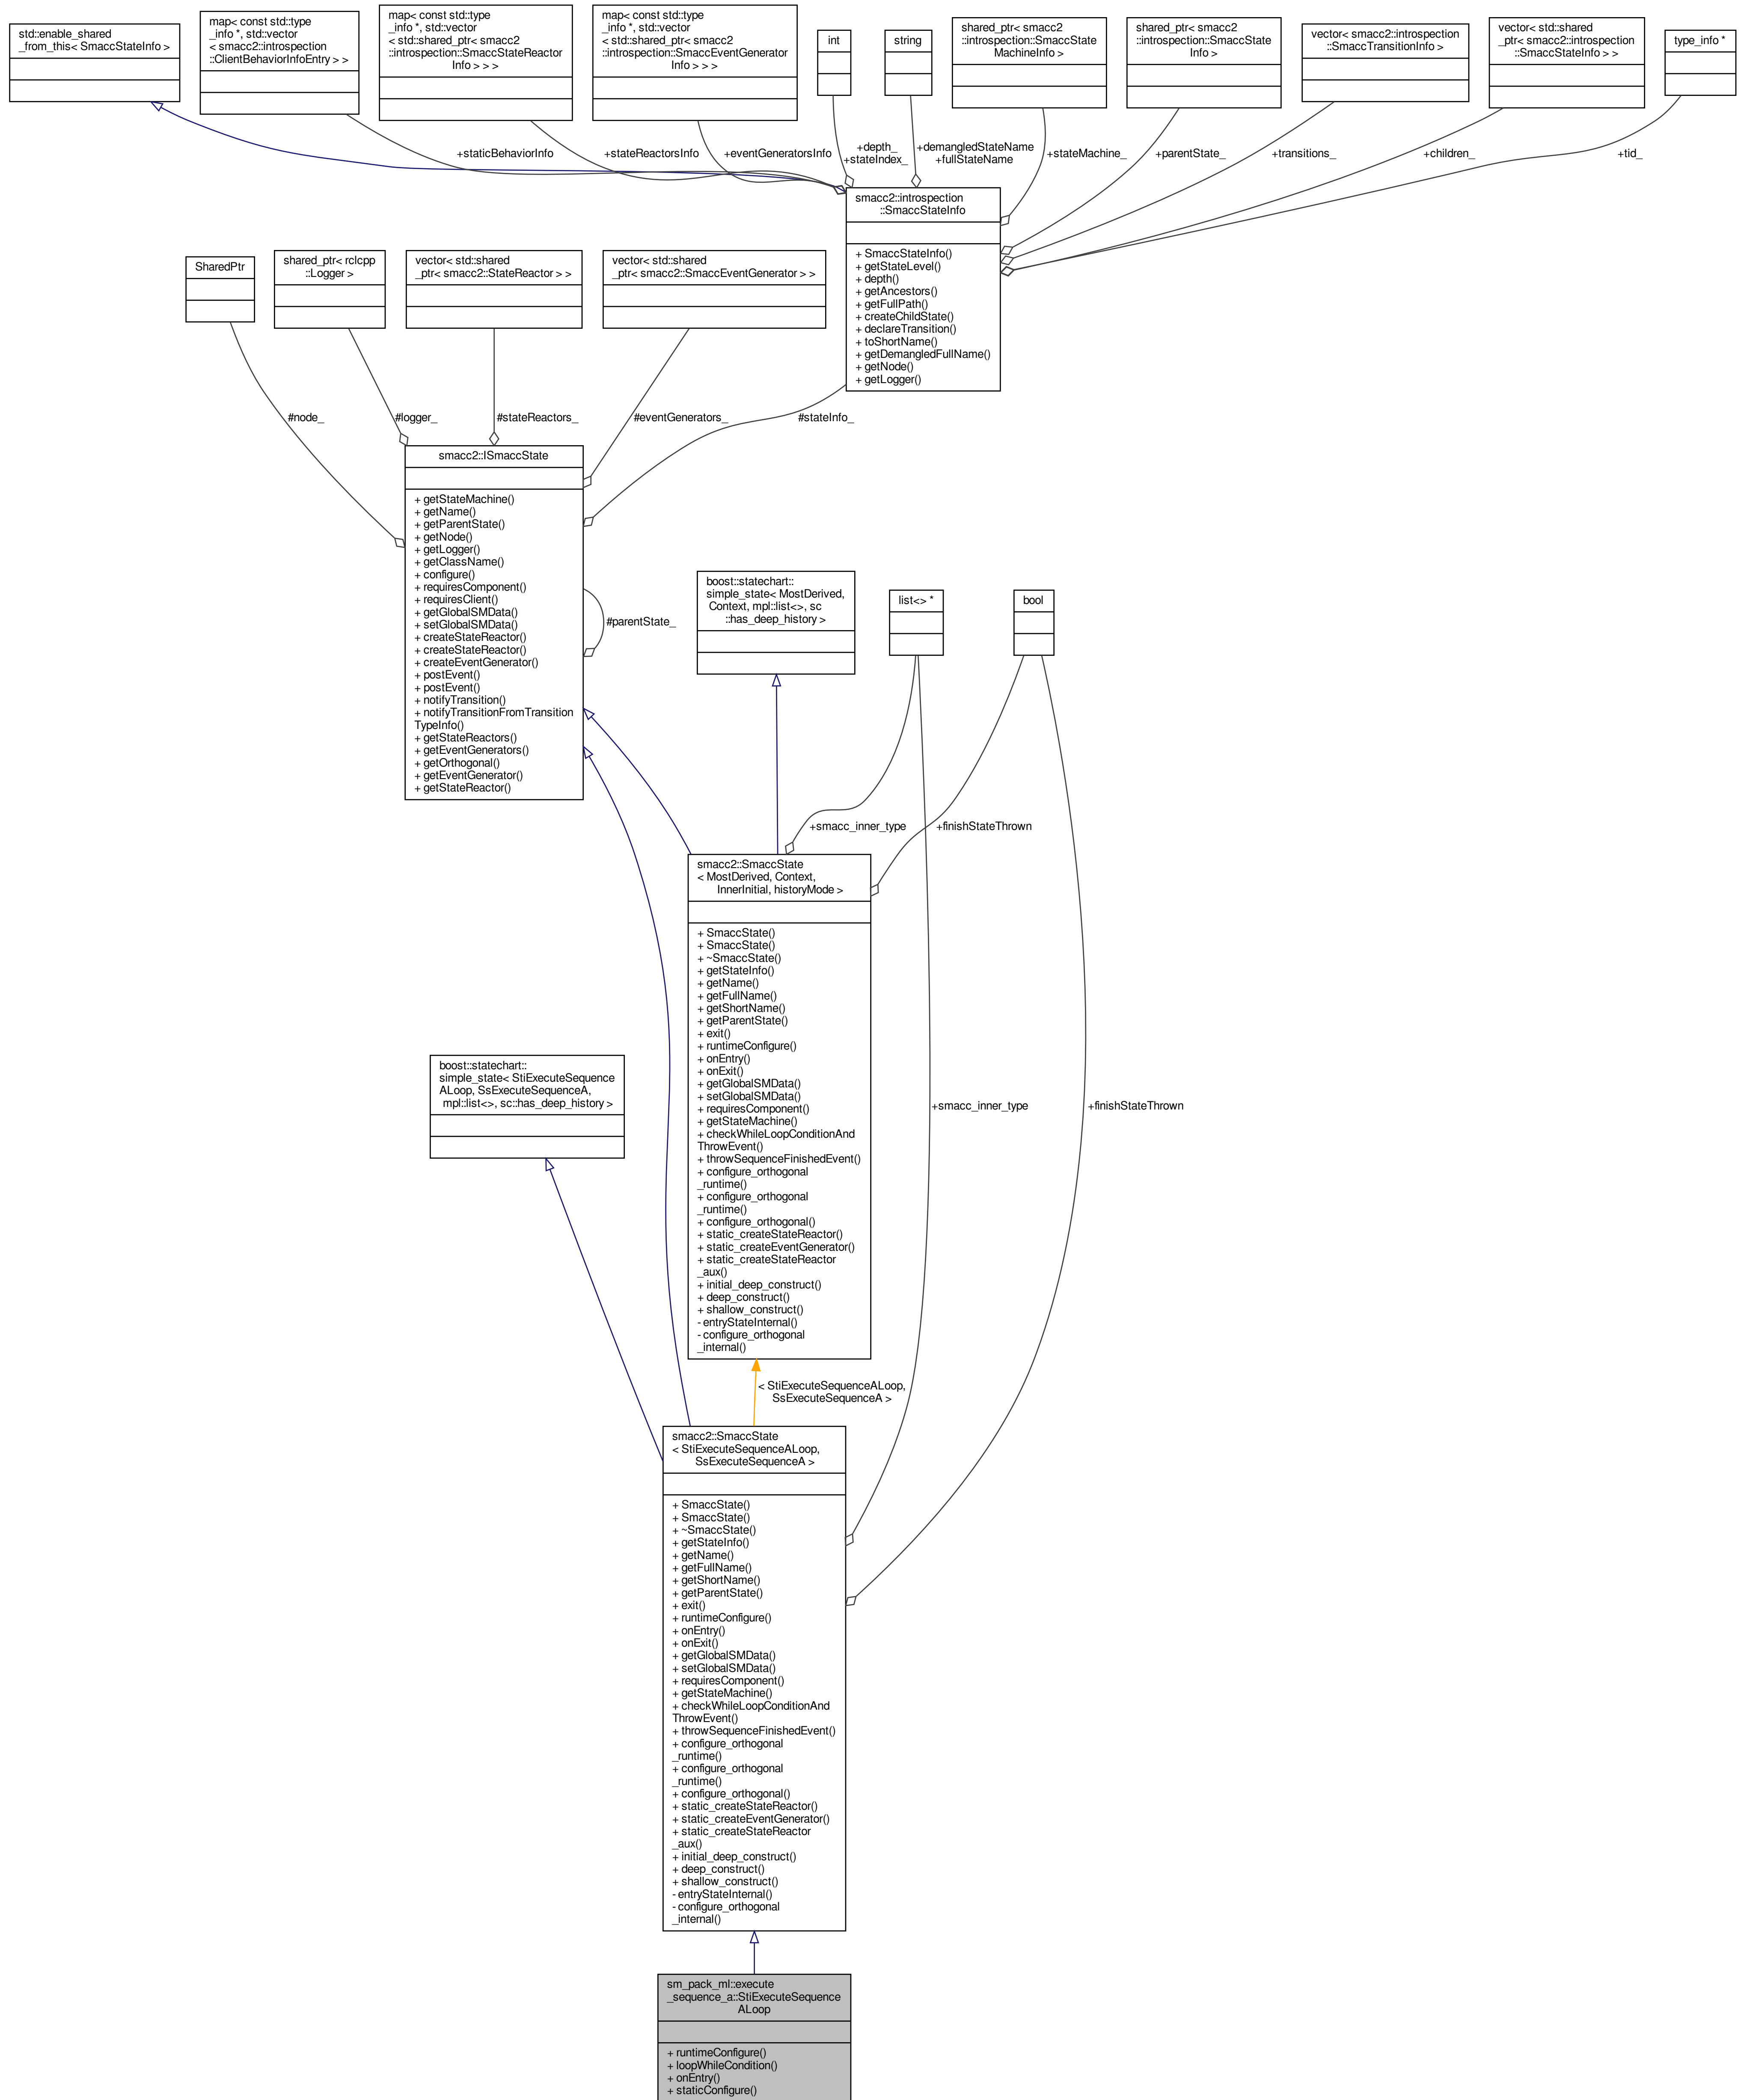 std::enable_shared
_from_this< SmaccStateInfo >
map< const std::type
_info *, std::vector
< smacc2::introspection
::ClientBehaviorInfoEntry > >
map< const std::type
_info *, std::vector
< std::shared_ptr< smacc2
::introspection::SmaccStateReactor
Info > > >
map< const std::type
_info *, std::vector
< std::shared_ptr< smacc2
::introspection::SmaccEventGenerator
Info > > >
int
string
shared_ptr< smacc2
::introspection::SmaccState
MachineInfo >
shared_ptr< smacc2
::introspection::SmaccState
Info >
vector< smacc2::introspection
::SmaccTransitionInfo >
vector< std::shared
_ptr< smacc2::introspection
::SmaccStateInfo > >
type_info *
+staticBehaviorInfo
+stateReactorsInfo
+eventGeneratorsInfo
+depth_
+stateIndex_
+demangledStateName
+fullStateName
+stateMachine_
+parentState_
+transitions_
+children_
+tid_
smacc2::introspection
::SmaccStateInfo
+ SmaccStateInfo()
+ getStateLevel()
+ depth()
+ getAncestors()
+ getFullPath()
+ createChildState()
+ declareTransition()
+ toShortName()
+ getDemangledFullName()
+ getNode()
+ getLogger()
SharedPtr
shared_ptr< rclcpp
::Logger >
vector< std::shared
_ptr< smacc2::StateReactor > >
vector< std::shared
_ptr< smacc2::SmaccEventGenerator > >
#node_
#logger_
#stateReactors_
#eventGenerators_
#stateInfo_
smacc2::ISmaccState
+ getStateMachine()
+ getName()
+ getParentState()
+ getNode()
+ getLogger()
+ getClassName()
+ configure()
+ requiresComponent()
+ requiresClient()
+ getGlobalSMData()
+ setGlobalSMData()
+ createStateReactor()
+ createStateReactor()
+ createEventGenerator()
+ postEvent()
+ postEvent()
+ notifyTransition()
+ notifyTransitionFromTransition
TypeInfo()
+ getStateReactors()
+ getEventGenerators()
+ getOrthogonal()
+ getEventGenerator()
+ getStateReactor()
#parentState_
boost::statechart::
simple_state< MostDerived,
Context, mpl::list<>, sc
::has_deep_history >
list<> *
bool
+smacc_inner_type
+finishStateThrown
smacc2::SmaccState
< MostDerived, Context,
InnerInitial, historyMode >
+ SmaccState()
+ SmaccState()
+ ~SmaccState()
+ getStateInfo()
+ getName()
+ getFullName()
+ getShortName()
+ getParentState()
+ exit()
+ runtimeConfigure()
+ onEntry()
+ onExit()
+ getGlobalSMData()
+ setGlobalSMData()
+ requiresComponent()
+ getStateMachine()
+ checkWhileLoopConditionAnd
ThrowEvent()
+ throwSequenceFinishedEvent()
+ configure_orthogonal
_runtime()
+ configure_orthogonal
_runtime()
+ configure_orthogonal()
+ static_createStateReactor()
+ static_createEventGenerator()
+ static_createStateReactor
_aux()
+ initial_deep_construct()
+ deep_construct()
+ shallow_construct()
- entryStateInternal()
- configure_orthogonal
_internal()
boost::statechart::
simple_state< StiExecuteSequence
ALoop, SsExecuteSequenceA,
mpl::list<>, sc::has_deep_history >
+smacc_inner_type
+finishStateThrown
< StiExecuteSequenceALoop,
SsExecuteSequenceA >
smacc2::SmaccState
< StiExecuteSequenceALoop,
SsExecuteSequenceA >
+ SmaccState()
+ SmaccState()
+ ~SmaccState()
+ getStateInfo()
+ getName()
+ getFullName()
+ getShortName()
+ getParentState()
+ exit()
+ runtimeConfigure()
+ onEntry()
+ onExit()
+ getGlobalSMData()
+ setGlobalSMData()
+ requiresComponent()
+ getStateMachine()
+ checkWhileLoopConditionAnd
ThrowEvent()
+ throwSequenceFinishedEvent()
+ configure_orthogonal
_runtime()
+ configure_orthogonal
_runtime()
+ configure_orthogonal()
+ static_createStateReactor()
+ static_createEventGenerator()
+ static_createStateReactor
_aux()
+ initial_deep_construct()
+ deep_construct()
+ shallow_construct()
- entryStateInternal()
- configure_orthogonal
_internal()
sm_pack_ml::execute
_sequence_a::StiExecuteSequence
ALoop
+ runtimeConfigure()
+ loopWhileCondition()
+ onEntry()
+ staticConfigure()